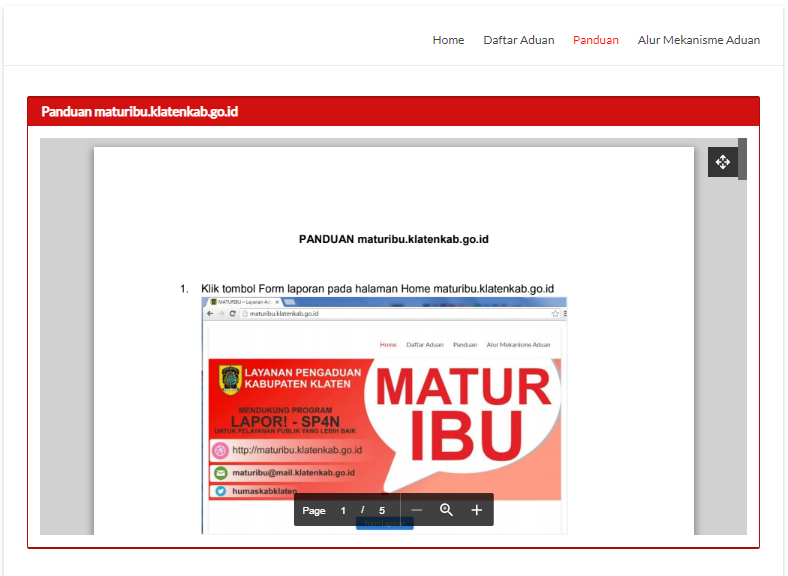 Home Daftar Aduan Panduan Alur Mekanisme Aduan
Panduan maturibu.klatenkab.go.id
PANDUAN maturibu.klatenkab.go.id
1. Klik tombol Form laporan pada halaman Home maturibu.klatenkab.go.id
MATURIBU – Layanan A
maturibu.klatenkab.go.id
Home Daftar Aduan Panduan Alur Mekanisme Aduan
LAYANAN PENGADUAN
KABUPATEN KLATEN
MENDUKUNG PROGRAM
LAPOR! - SP4N
UNTUK PELAYANAN PUBLIK YANG LEBIH BAIK
MATUR
IBU
http://maturibu.klatenkab.go.id
maturibu@mail.klatenkab.go.id
humaskabklaten
Page 1 / 5